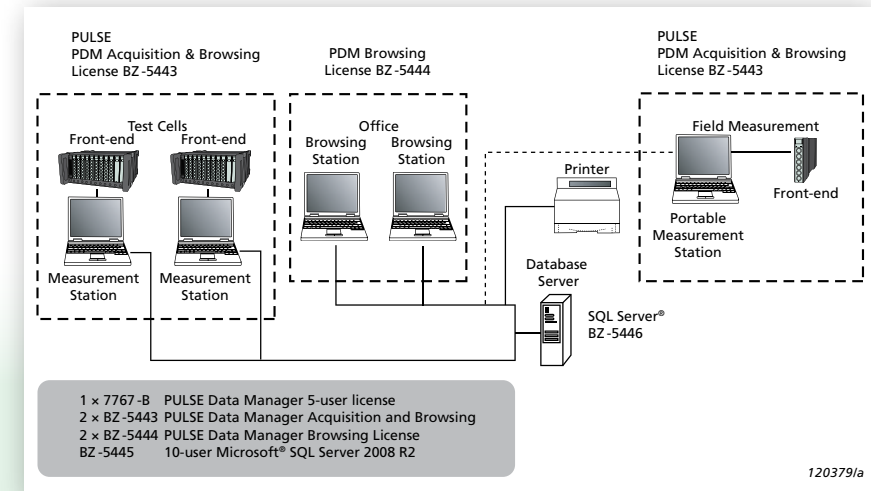 PULSE
PDM Acquisition & Browsing
License BZ-5443
PDM Browsing
License BZ-5444
PULSE
PDM Acquisition & Browsing
License BZ-5443
Test Cells
Front-end
Front-end
Measurement
Station
Measurement
Station
Office
Browsing
Station
Browsing
Station
Printer
Database
Server
SQL Server®
BZ-5446
Field Measurement
Front-end
Portable
Measurement
Station
1 × 7767-B PULSE Data Manager 5-user license
2 × BZ-5443 PULSE Data Manager Acquisition and Browsing
2 × BZ-5444 PULSE Data Manager Browsing License
BZ-5445 10-user Microsoft® SQL Server 2008 R2
120379/a